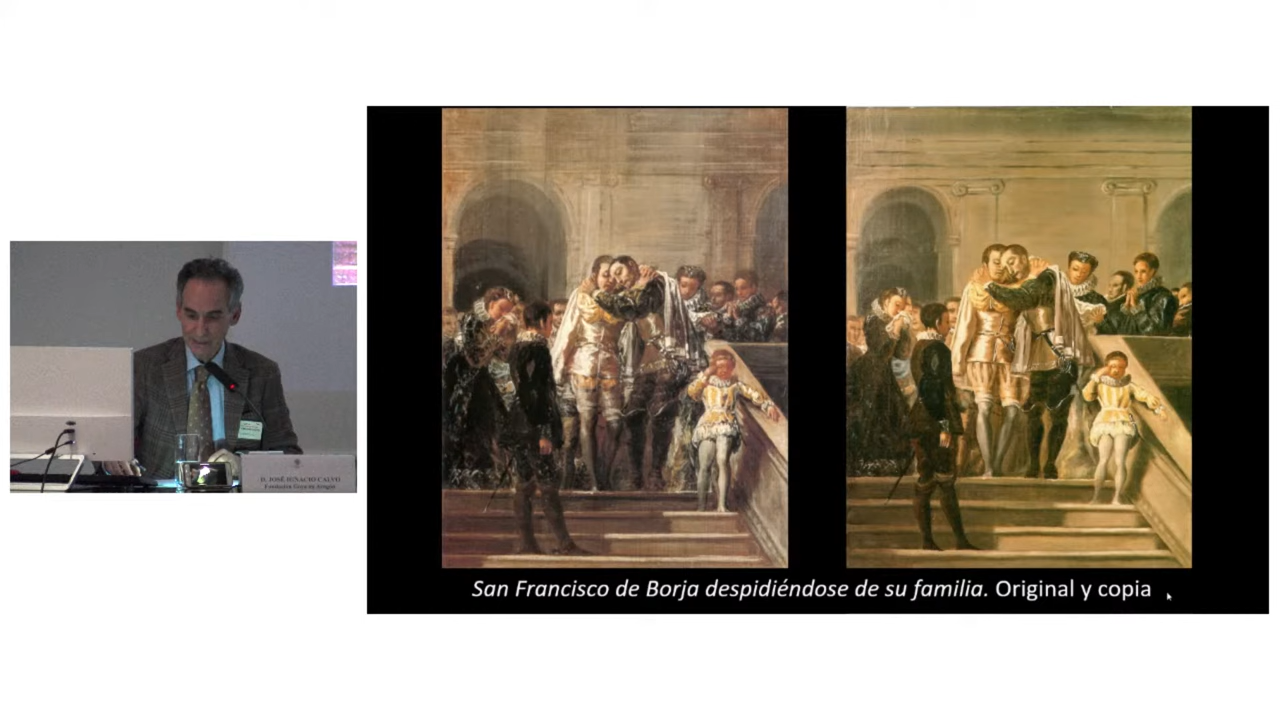 D. JOSÉ IGNACIO CALVO
Fundación Goya en Aragón
San Francisco de Borja despidiéndose de su familia. Original y copia